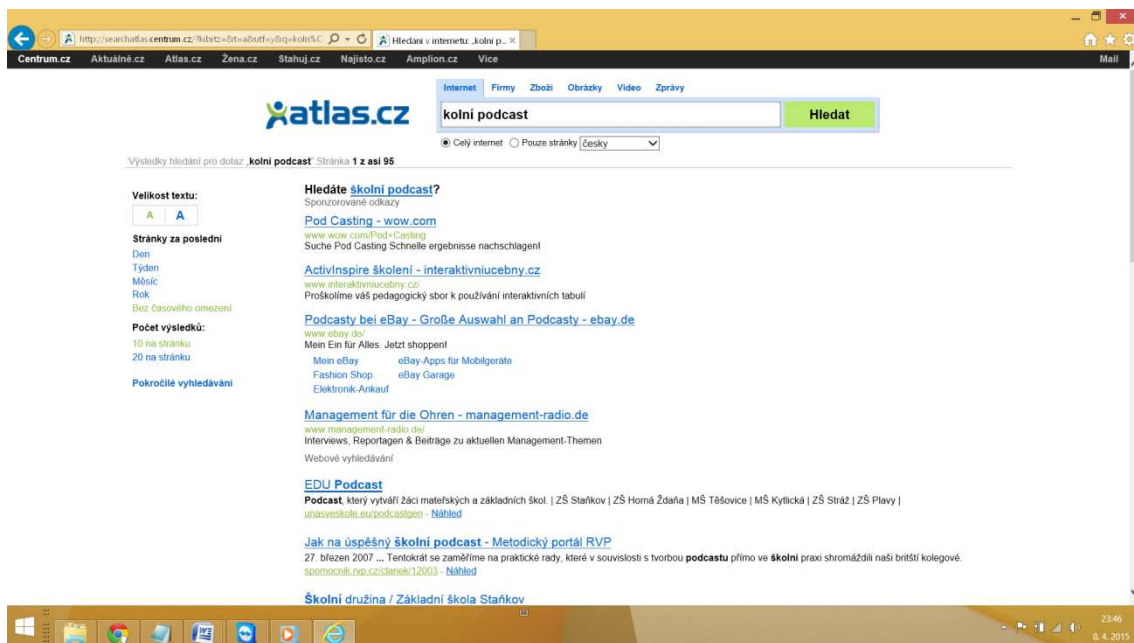 http://searchatlas.centrum.cz/?kibitz=&t=a&utf=y&q=koln%C
Hledání v internetu: „kolní p...
Centrum.cz Aktuálně.cz Atlas.cz Žena.cz Stahuj.cz Najisto.cz Amplion.cz Více Mail
Internet Firmy Zboží Obrázky Video Zprávy
atlas.cz
kolní podcast
Hledat
Celý internet Pouze stránky česky
Výsledky hledání pro dotaz „kolní podcast" Stránka 1 z asi 95
Velikost textu:
A A
Stránky za poslední
Den
Týden
Měsíc
Rok
Bez časového omezení
Počet výsledků:
10 na stránku
20 na stránku
Pokročilé vyhledávání
Hledáte školní podcast?
Sponzorované odkazy
Pod Casting - wow.com
www.wow.com/Pod+Casting
Suche Pod Casting Schnelle ergebnisse nachschlagen!
ActivInspire školení - interaktivniucebny.cz
www.interaktivniucebny.cz/
Proškolíme váš pedagogický sbor k používání interaktivních tabulí
Podcasty bei eBay - Große Auswahl an Podcasty - ebay.de
www.ebay.de/
Mein Ein für Alles. Jetzt shoppen!
Mein eBay eBay-Apps für Mobilgeräte
Fashion Shop eBay Garage
Elektronik-Ankauf
Management für die Ohren - management-radio.de
www.management-radio.de/
Interviews, Reportagen & Beiträge zu aktuellen Management-Themen
Webové vyhledávání
EDU Podcast
Podcast, který vytváří žáci mateřských a základních škol. | ZŠ Staňkov | ZŠ Horná Ždaňa | MŠ Těšovice | MŠ Kytlická | ZŠ Stráž | ZŠ Plavy |
unasveskole.eu/podcastgen - Náhled
Jak na úspěšný školní podcast - Metodický portál RVP
27. březen 2007 ... Tentokrát se zaměříme na praktické rady, které v souvislosti s tvorbou podcastu přímo ve školní praxi shromáždili naši britští kolegové.
spomocnik.rvp.cz/clanek/12003 - Náhled
Školní družina / Základní škola Staňkov
23:46
8. 4. 2015